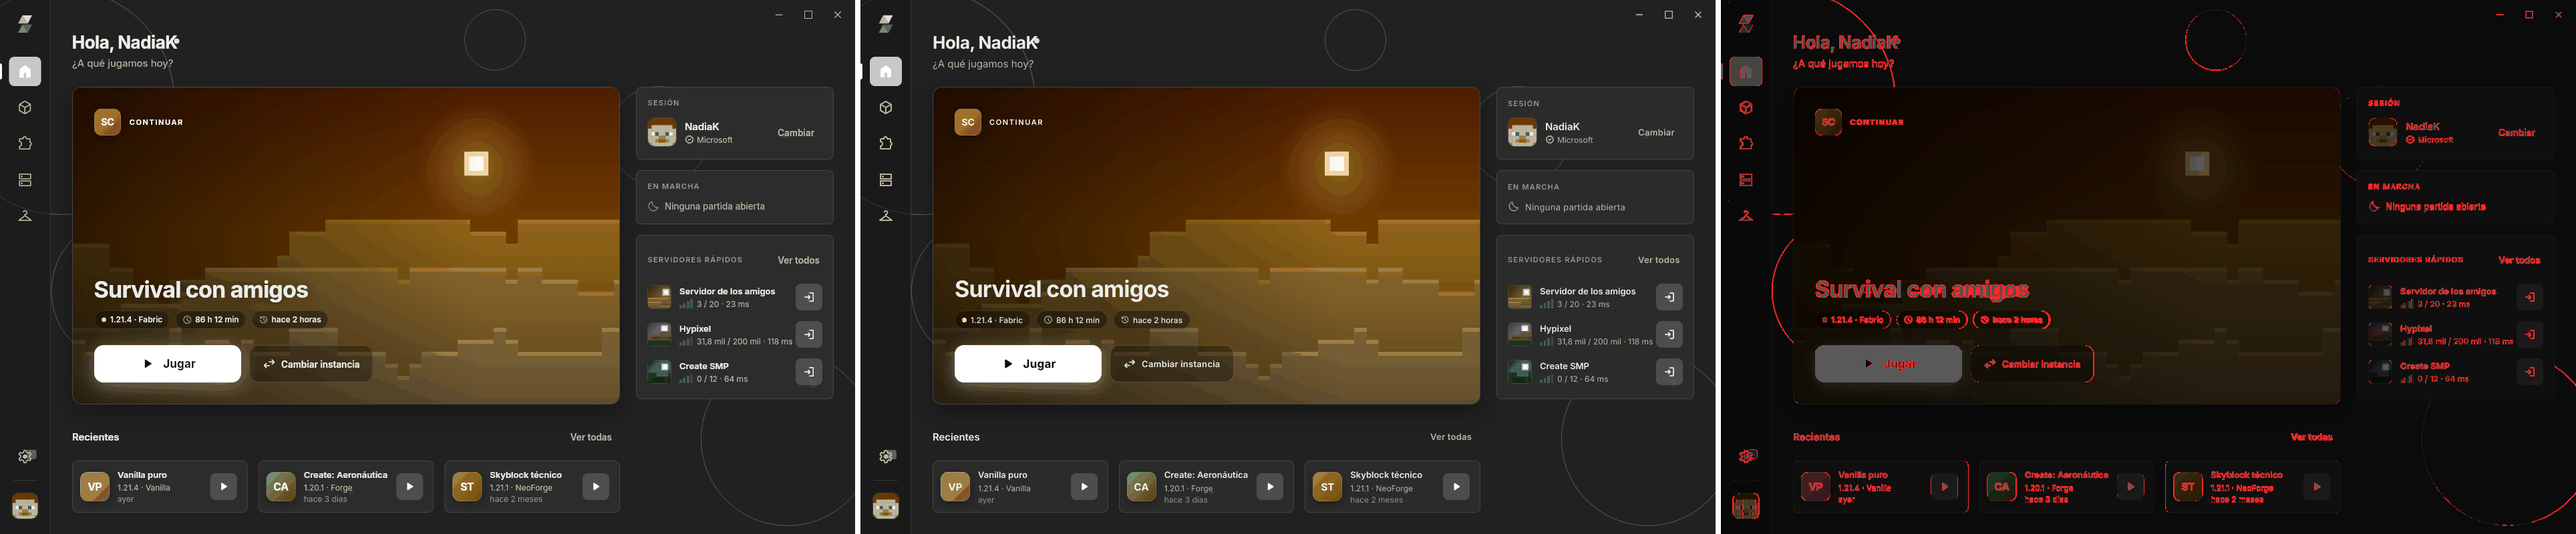 Hola, NadiaK
¿A qué jugamos hoy?
SC CONTINUAR
Survival con amigos
1.21.4 · Fabric
86 h 12 min
hace 2 horas
Jugar
Cambiar instancia
SESIÓN
NadiaK
Microsoft
Cambiar
EN MARCHA
Ninguna partida abierta
SERVIDORES RÁPIDOS
Ver todos
Servidor de los amigos
3 / 20 · 23 ms
Hypixel
31,8 mil / 200 mil · 118 ms
Create SMP
0 / 12 · 64 ms
Recientes
Ver todas
VP
Vanilla puro
1.21.4 · Vanilla
ayer
CA
Create: Aeronáutica
1.20.1 · Forge
hace 3 días
ST
Skyblock técnico
1.21.1 · NeoForge
hace 2 meses
Hola, NadiaK
¿A qué jugamos hoy?
SC CONTINUAR
Survival con amigos
1.21.4 · Fabric
86 h 12 min
hace 2 horas
Jugar
Cambiar instancia
SESIÓN
NadiaK
Microsoft
Cambiar
EN MARCHA
Ninguna partida abierta
SERVIDORES RÁPIDOS
Ver todos
Servidor de los amigos
3 / 20 · 23 ms
Hypixel
31,8 mil / 200 mil · 118 ms
Create SMP
0 / 12 · 64 ms
Recientes
Ver todas
VP
Vanilla puro
1.21.4 · Vanilla
ayer
CA
Create: Aeronáutica
1.20.1 · Forge
hace 3 días
ST
Skyblock técnico
1.21.1 · NeoForge
hace 2 meses
Hola, NadiaK
¿A qué jugamos hoy?
SC CONTINUAR
Survival con amigos
1.21.4 · Fabric
86 h 12 min
hace 2 horas
Jugar
Cambiar instancia
SESIÓN
NadiaK
Microsoft
Cambiar
EN MARCHA
Ninguna partida abierta
SERVIDORES RÁPIDOS
Ver todos
Servidor de los amigos
3 / 20 · 23 ms
Hypixel
31,8 mil / 200 mil · 118 ms
Create SMP
0 / 12 · 64 ms
Recientes
Ver todas
VP
Vanilla puro
1.21.4 · Vanilla
ayer
CA
Create: Aeronáutica
1.20.1 · Forge
hace 3 días
ST
Skyblock técnico
1.21.1 · NeoForge
hace 2 meses